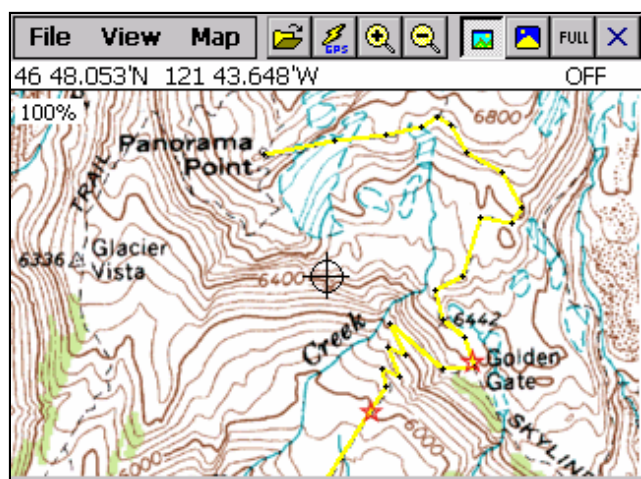 File View Map GPS FULL
46 48.053'N 121 43.648'W OFF
100%
6800
Panorama
Point
TRAIL
Glacier
Vista
6336
6400
6442
Creek
Golden
Gate
SKYLINE
6000
6000